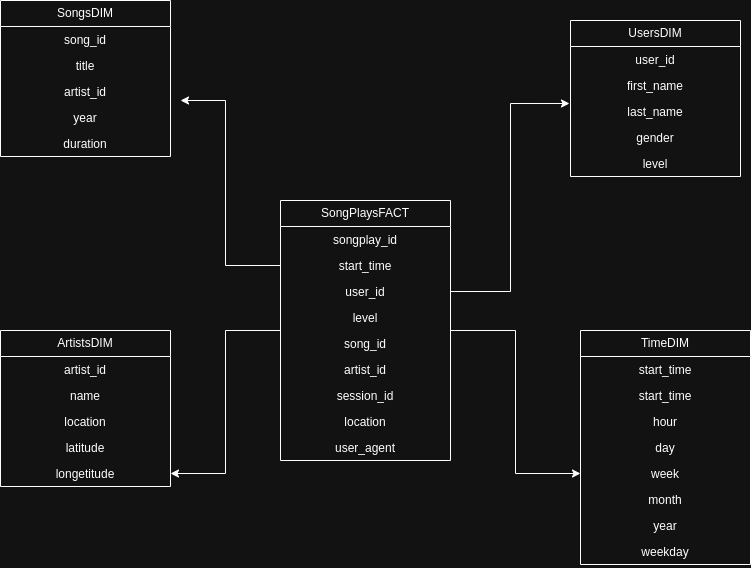 SongsDIM
song_id
title
artist_id
year
duration
UsersDIM
user_id
first_name
last_name
gender
level
SongPlaysFACT
songplay_id
start_time
user_id
level
song_id
artist_id
session_id
location
user_agent
ArtistsDIM
artist_id
name
location
latitude
longetitude
TimeDIM
start_time
start_time
hour
day
week
month
year
weekday